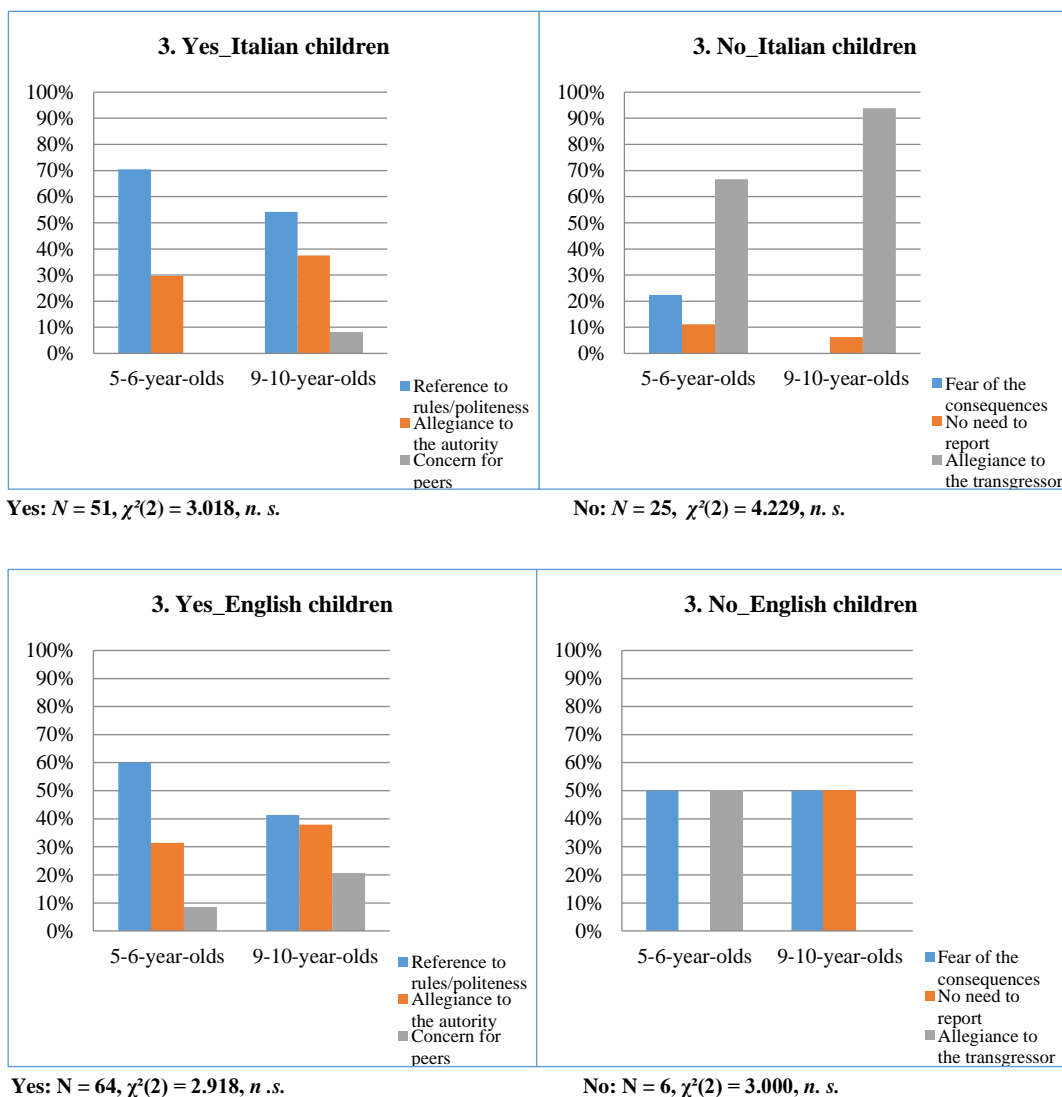 3. Yes_Italian children
100%
90%
80%
70%
60%
50%
40%
30%
20%
10%
0%
5-6-year-olds 9-10-year-olds
Reference to
rules/politeness
Allegiance to
the autority
Concern for
peers
3. No_Italian children
100%
90%
80%
70%
60%
50%
40%
30%
20%
10%
0%
5-6-year-olds 9-10-year-olds
Fear of the
consequences
No need to
report
Allegiance to
the transgressor
Yes: N = 51, χ²(2) = 3.018, n. s.
No: N = 25, χ²(2) = 4.229, n. s.
3. Yes_English children
100%
90%
80%
70%
60%
50%
40%
30%
20%
10%
0%
5-6-year-olds 9-10-year-olds
Reference to
rules/politeness
Allegiance to
the autority
Concern for
peers
3. No_English children
100%
90%
80%
70%
60%
50%
40%
30%
20%
10%
0%
5-6-year-olds 9-10-year-olds
Fear of the
consequences
No need to
report
Allegiance to
the transgressor
Yes: N = 64, χ²(2) = 2.918, n .s.
No: N = 6, χ²(2) = 3.000, n. s.